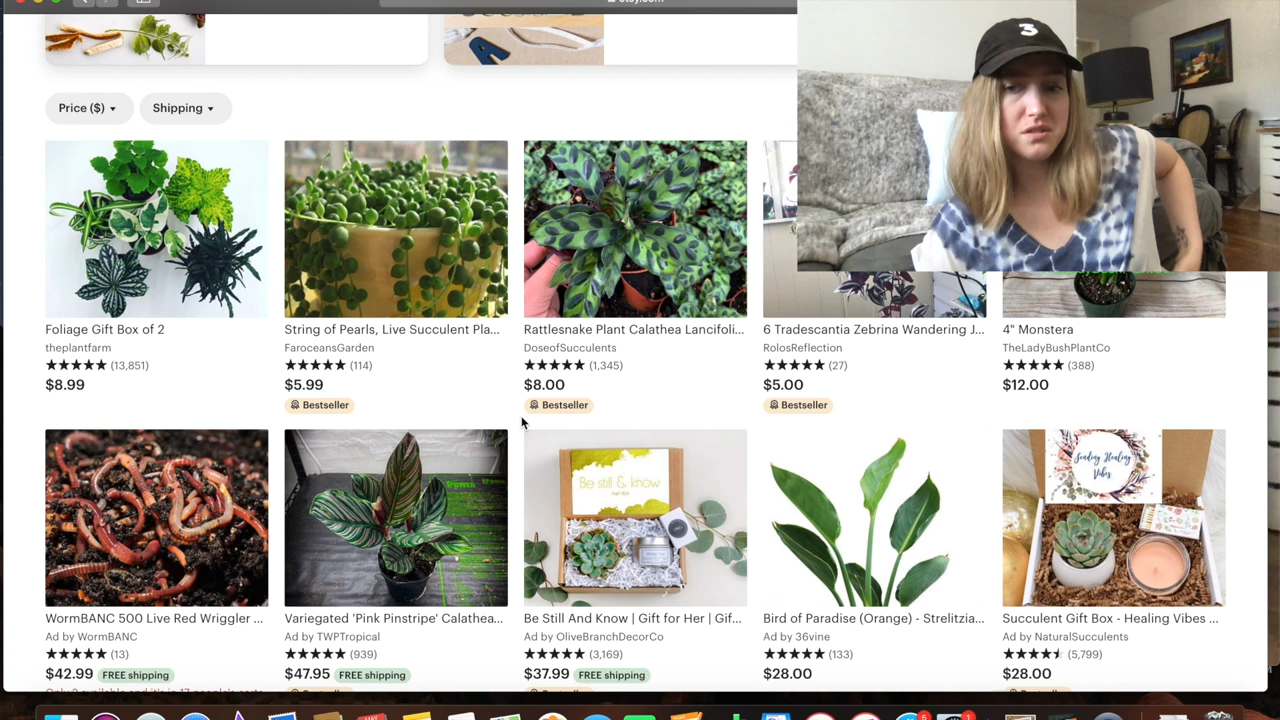 3
Price ($)
Shipping
Foliage Gift Box of 2
theplantfarm
(13,851)
$8.99
String of Pearls, Live Succulent Pla...
FaroceansGarden
(114)
$5.99
Bestseller
Rattlesnake Plant Calathea Lancifoli...
DoseofSucculents
(1,345)
$8.00
Bestseller
6 Tradescantia Zebrina Wandering J...
RolosReflection
(27)
$5.00
Bestseller
4" Monstera
TheLadyBushPlantCo
(388)
$12.00
WormBANC 500 Live Red Wriggler ...
Ad by WormBANC
(13)
$42.99 FREE shipping
Variegated 'Pink Pinstripe' Calathea...
Ad by TWPTropical
(939)
$47.95 FREE shipping
Be still & know
Be Still And Know | Gift for Her | Gif...
Ad by OliveBranchDecorCo
(3,169)
$37.99 FREE shipping
Bird of Paradise (Orange) - Strelitzia...
Ad by 36vine
(133)
$28.00
Sending Healing
Vibes
Succulent Gift Box - Healing Vibes ...
Ad by NaturalSucculents
(5,799)
$28.00